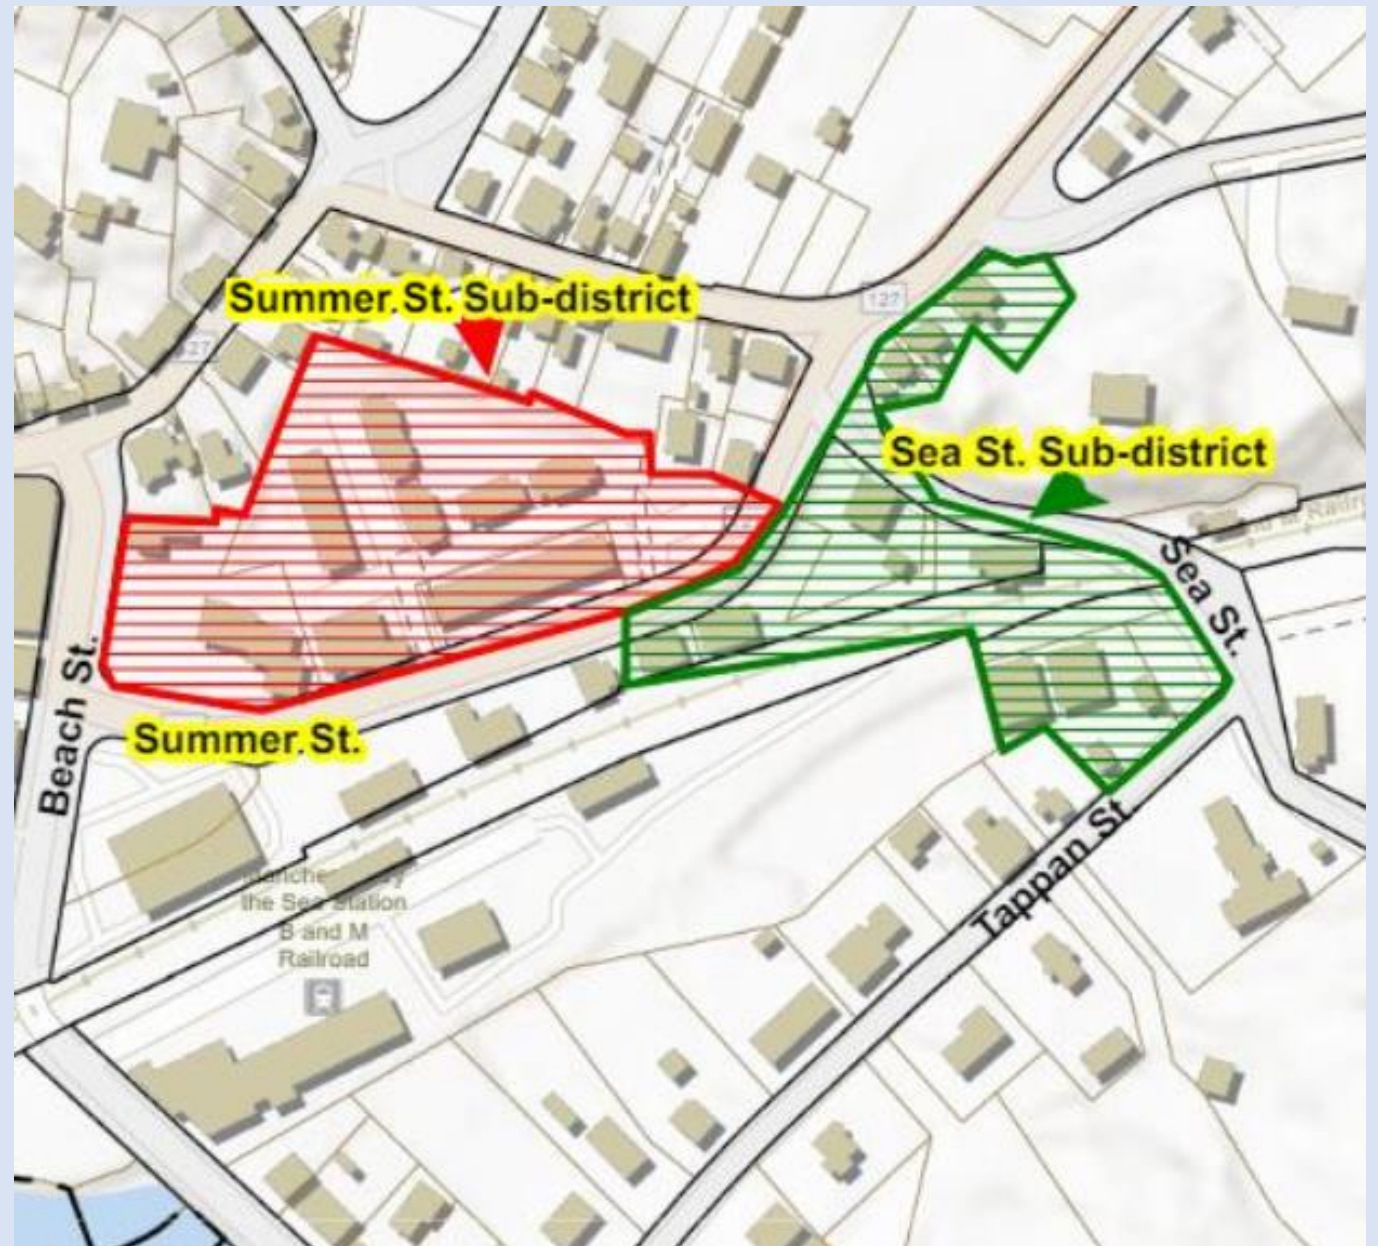 Summer St. Sub-district
127
127
Sea St. Sub-district
Sea St.
Beach St.
Summer St.
Tappan St.
the Sea Station
B and M
Railroad